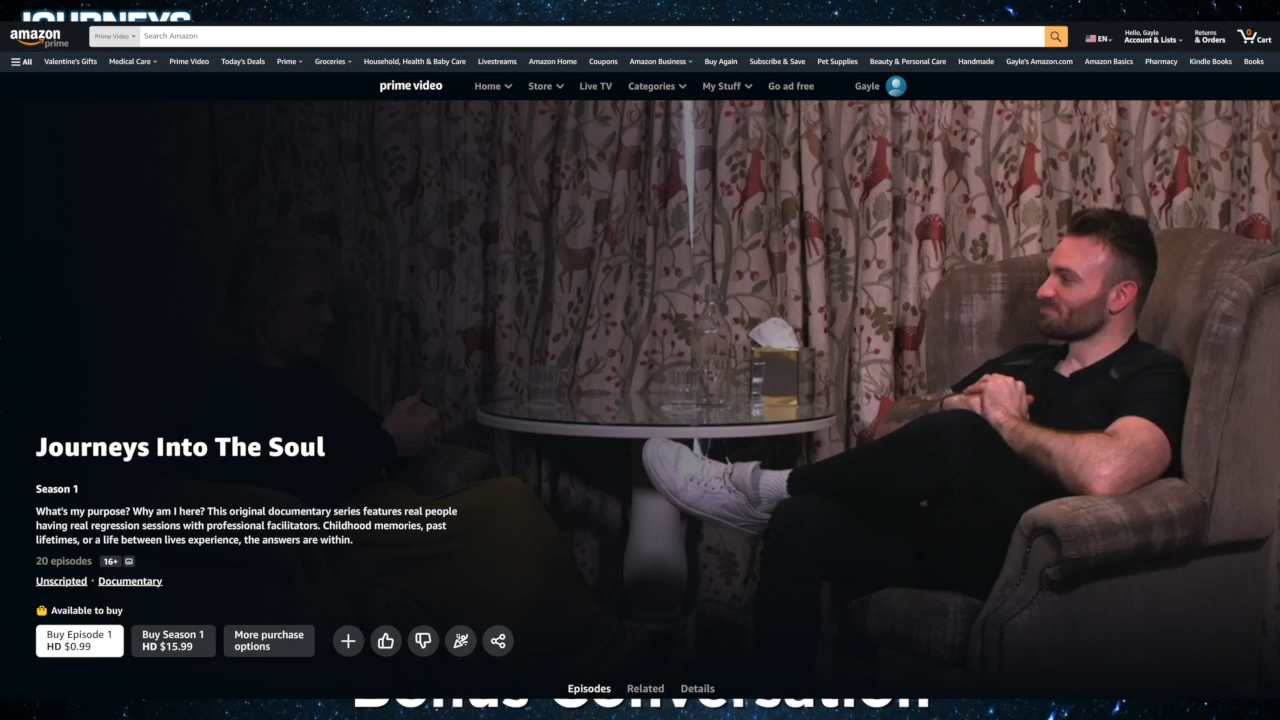 JOURNEYS
amazon
prime
Prime Video
Search Amazon
EN
Hello, Gayle
Account & Lists
Returns
& Orders
0
Cart
All
Valentine's Gifts
Medical Care
Prime Video
Today's Deals
Prime
Groceries
Household, Health & Baby Care
Livestreams
Amazon Home
Coupons
Amazon Business
Buy Again
Subscribe & Save
Pet Supplies
Beauty & Personal Care
Handmade
Gayle's Amazon.com
Amazon Basics
Pharmacy
Kindle Books
Books
prime video
Home
Store
Live TV
Categories
My Stuff
Go ad free
Gayle
Journeys Into The Soul
Season 1
What's my purpose? Why am I here? This original documentary series features real people
having real regression sessions with professional facilitators. Childhood memories, past
lifetimes, or a life between lives experience, the answers are within.
20 episodes 16+
Unscripted · Documentary
Available to buy
Buy Episode 1
HD $0.99
Buy Season 1
HD $15.99
More purchase
options
Episodes
Related
Details
Bonus Conversation